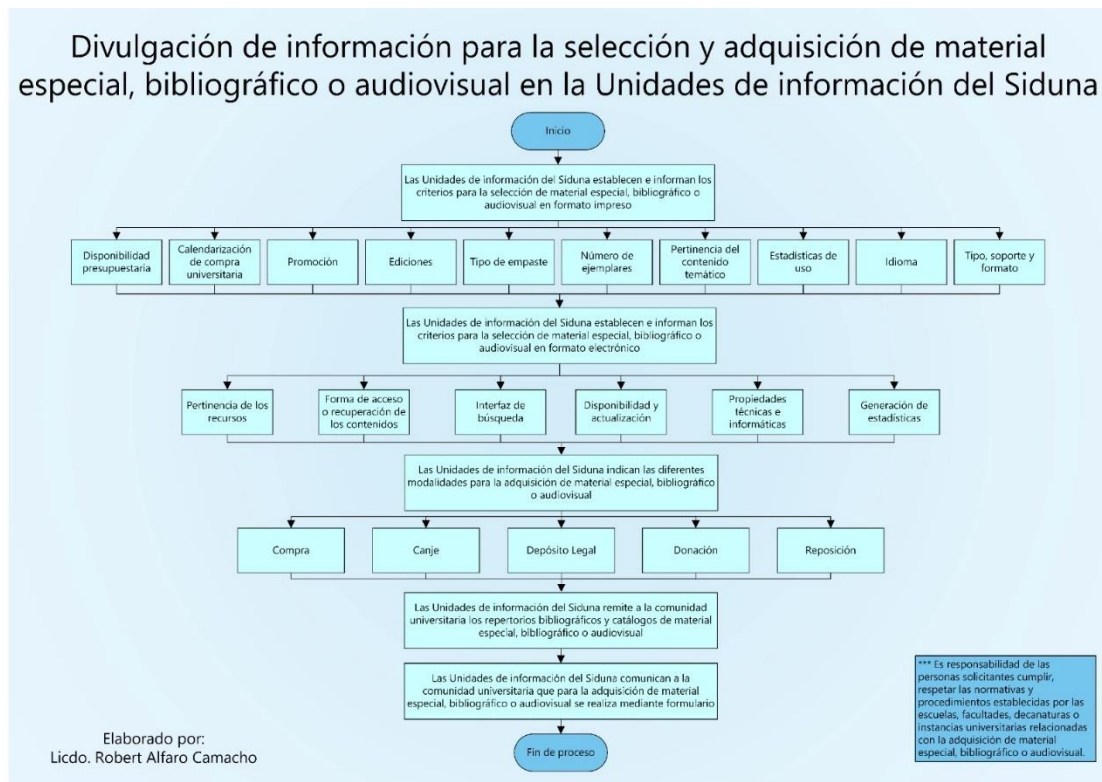 Divulgación de información para la selección y adquisición de material
especial, bibliográfico o audiovisual en la Unidades de información del Siduna
Inicio
Las Unidades de información del Siduna establecen e informan los
criterios para la selección de material especial, bibliográfico o
audiovisual en formato impreso
Disponibilidad
presupuestaria
Calendarización
de compra
universitaria
Promoción
Ediciones
Tipo de empaste
Número de
ejemplares
Pertinencia del
contenido
temático
Estadísticas de
uso
Idioma
Tipo, soporte y
formato
Las Unidades de información del Siduna establecen e informan los
criterios para la selección de material especial, bibliográfico o
audiovisual en formato electrónico
Pertinencia de los
recursos
Forma de acceso
o recuperación de
los contenidos
Interfaz de
búsqueda
Disponibilidad y
actualización
Propiedades
técnicas e
informáticas
Generación de
estadísticas
Las Unidades de información del Siduna indican las diferentes
modalidades para la adquisición de material especial, bibliográfico
o audiovisual
Compra
Canje
Depósito Legal
Donación
Reposición
Las Unidades de información del Siduna remite a la comunidad
universitaria los repertorios bibliográficos y catálogos de material
especial, bibliográfico o audiovisual
Las Unidades de información del Siduna comunican a la
comunidad universitaria que para la adquisición de material
especial, bibliográfico o audiovisual se realiza mediante formulario
Fin de proceso
*** Es responsabilidad de las
personas solicitantes cumplir,
respetar las normativas y
procedimientos establecidas por las
escuelas, facultades, decanaturas o
instancias universitarias relacionadas
con la adquisición de material
especial, bibliográfico o audiovisual.
Elaborado por:
Licdo. Robert Alfaro Camacho